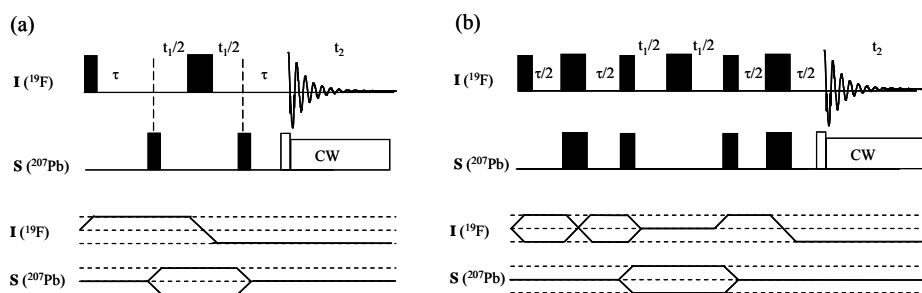 (a)
t₁/2 t₁/2 t₂
I (¹⁹F) τ τ
S (²⁰⁷Pb) CW
I (¹⁹F)
S (²⁰⁷Pb)
(b)
t₁/2 t₁/2 t₂
I (¹⁹F) τ/2 τ/2 τ/2 τ/2
S (²⁰⁷Pb) CW
I (¹⁹F)
S (²⁰⁷Pb)